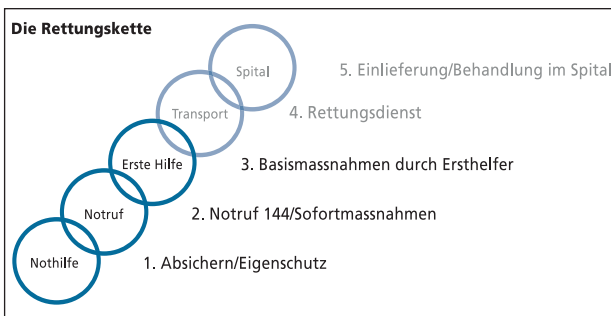 Die Rettungskette
Spital
5. Einlieferung/Behandlung im Spital
Transport
4. Rettungsdienst
Erste Hilfe
3. Basismassnahmen durch Ersthelfer
Notruf
2. Notruf 144/Sofortmassnahmen
Nothilfe
1. Absichern/Eigenschutz